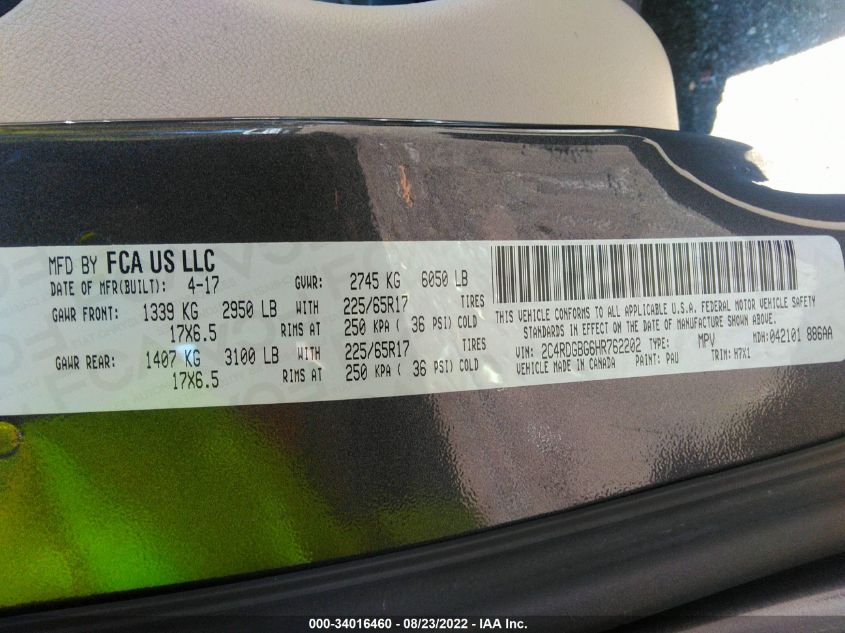 MFD BY FCA US LLC
DATE OF MFR(BUILT): 4-17 GVWR: 2745 KG 6050 LB
GAWR FRONT: 1339 KG 2950 LB WITH 225/65R17 TIRES
17X6.5 RIMS AT 250 KPA ( 36 PSI) COLD
GAWR REAR: 1407 KG 3100 LB WITH 225/65R17 TIRES
17X6.5 RIMS AT 250 KPA ( 36 PSI) COLD
THIS VEHICLE CONFORMS TO ALL APPLICABLE U.S.A. FEDERAL MOTOR VEHICLE SAFETY
STANDARDS IN EFFECT ON THE DATE OF MANUFACTURE SHOWN ABOVE.
VIN: 2C4RDGBG6HR762202 TYPE: MPV MDH: 042101 886AA
VEHICLE MADE IN CANADA PAINT: PAU TRIM: H7X1
000-34016460 - 08/23/2022 - IAA Inc.